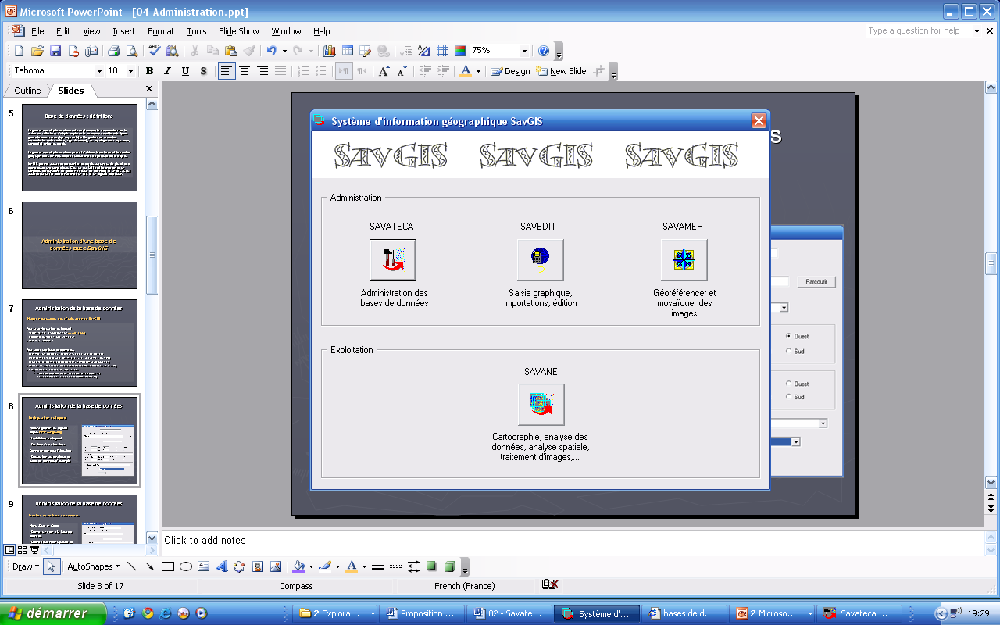 Microsoft PowerPoint - [04-Administration.ppt]
File Edit View Insert Format Tools Slide Show Window Help
Type a question for help
75%
Tahoma 18
Design New Slide
Outline Slides
5
Base de données : définitions
6
Administration d'une base de
données avec SavGIS
7
Administration de la base de données
8
Administration de la base de données
9
Administration de la base de données
S
Système d'information géographique SavGIS
SAVGIS SAVGIS SAVGIS
Administration
SAVATECA SAVEDIT SAVAMER
Administration des
bases de données
Saisie graphique,
importations, édition
Géoréférencer et
mosaïquer des
images
Exploitation
SAVANE
Cartographie, analyse des
données, analyse spatiale,
traitement d'images,...
Parcourir
Ouest
Sud
Ouest
Sud
Click to add notes
Draw AutoShapes
Slide 8 of 17 Compass French (France)
démarrer
2 Explora...
Proposition ...
02 - Savate...
Système d'...
bases de d...
2 Microso...
Savateca ...
19:29